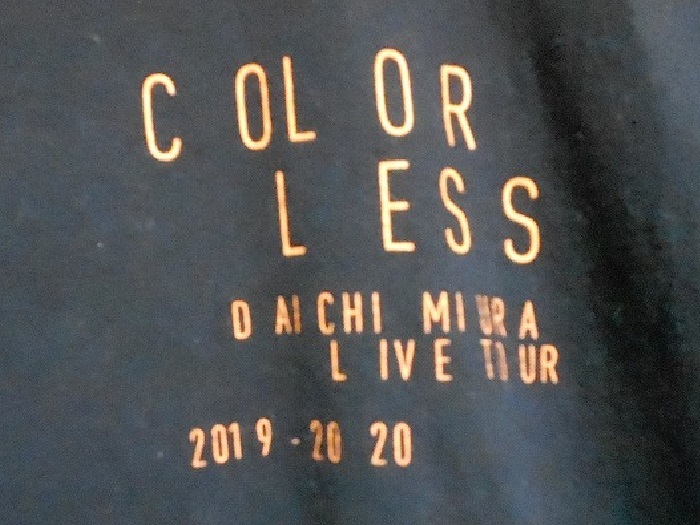 COLOR
LESS
DAICHI MIURA
LIVE TOUR
2019-2020